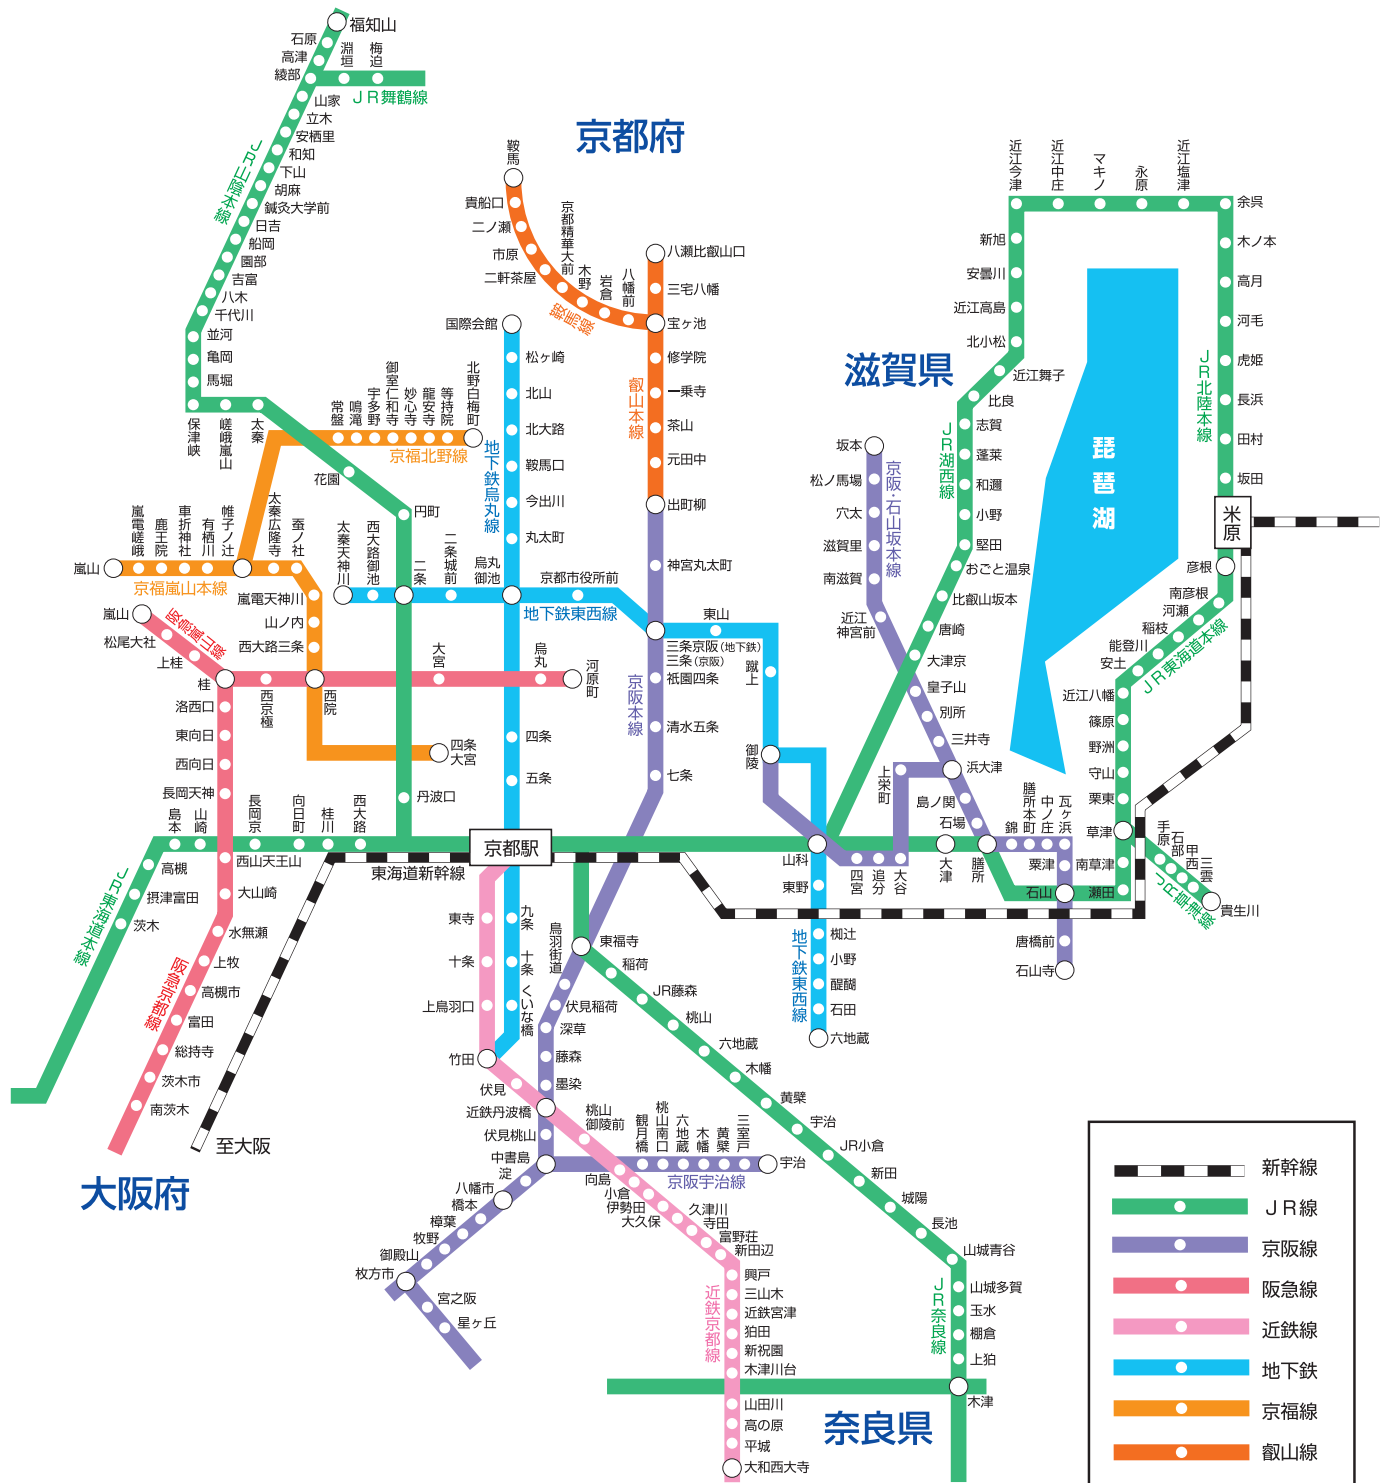 福知山
石原
高津
綾部
淵垣
梅迫
JR舞鶴線
山家
立木
安栖里
和知
下山
胡麻
鍼灸大学前
日吉
船岡
園部
吉富
八木
千代川
並河
亀岡
馬堀
JR山陰本線
保津峡
嵯峨嵐山
太秦
花園
円町
二条
丹波口
京都府
鞍馬
貴船口
二ノ瀬
市原
二軒茶屋
京都精華大前
木野
岩倉
八幡前
鞍馬線
八瀬比叡山口
三宅八幡
宝ヶ池
修学院
一乗寺
茶山
元田中
出町柳
叡山本線
国際会館
松ヶ崎
北山
北大路
鞍馬口
今出川
丸太町
烏丸御池
地下鉄烏丸線
四条
五条
北野白梅町
等持院
龍安寺
妙心寺
御室仁和寺
宇多野
鳴滝
常盤
京福北野線
嵐山
嵐電嵯峨
鹿王院
車折神社
有栖川
帷子ノ辻
太秦広隆寺
蚕ノ社
京福嵐山本線
嵐電天神川
山ノ内
西大路三条
西院
四条大宮
太秦天神川
西大路御池
二条城前
京都市役所前
地下鉄東西線
嵐山
松尾大社
上桂
桂
阪急嵐山線
西京極
大宮
烏丸
河原町
洛西口
東向日
西向日
長岡天神
西山天王山
大山崎
水無瀬
上牧
高槻市
富田
総持寺
茨木市
南茨木
阪急京都線
島本
山崎
長岡京
向日町
桂川
西大路
京都駅
東海道新幹線
高槻
摂津富田
茨木
JR東海道本線
至大阪
大阪府
神宮丸太町
三条京阪(地下鉄)
三条(京阪)
祇園四条
清水五条
七条
京阪本線
東山
蹴上
御陵
山科
東野
椥辻
小野
醍醐
石田
六地蔵
地下鉄東西線
四宮
追分
大谷
上栄町
浜大津
坂本
松ノ馬場
穴太
滋賀里
南滋賀
近江神宮前
京阪・石山坂本線
皇子山
別所
三井寺
島ノ関
石場
膳所
錦
膳所本町
中ノ庄
瓦ヶ浜
粟津
石山
唐橋前
石山寺
滋賀県
琵琶湖
近江今津
近江中庄
マキノ
永原
近江塩津
余呉
新旭
安曇川
近江高島
北小松
近江舞子
比良
志賀
蓬莱
和邇
小野
堅田
おごと温泉
比叡山坂本
唐崎
大津京
JR湖西線
木ノ本
高月
河毛
虎姫
長浜
田村
坂田
米原
JR北陸本線
彦根
南彦根
河瀬
稲枝
能登川
安土
近江八幡
篠原
野洲
守山
栗東
草津
南草津
瀬田
JR東海道本線
大津
手原
石部
甲西
三雲
貴生川
JR草津線
東寺
十条
上鳥羽口
竹田
九条
十条
くいな橋
伏見
近鉄丹波橋
桃山御陵前
向島
小倉
伊勢田
大久保
久津川
寺田
富野荘
新田辺
興戸
三山木
近鉄宮津
狛田
新祝園
木津川台
山田川
高の原
平城
大和西大寺
近鉄京都線
鳥羽街道
伏見稲荷
深草
藤森
墨染
伏見桃山
中書島
淀
八幡市
橋本
樟葉
牧野
御殿山
枚方市
宮之阪
星ヶ丘
観月橋
桃山南口
六地蔵
木幡
黄檗
三室戸
宇治
京阪宇治線
東福寺
稲荷
JR藤森
桃山
六地蔵
木幡
黄檗
宇治
JR小倉
新田
城陽
長池
山城青谷
山城多賀
玉水
棚倉
上狛
木津
JR奈良線
奈良県
新幹線
JR線
京阪線
阪急線
近鉄線
地下鉄
京福線
叡山線